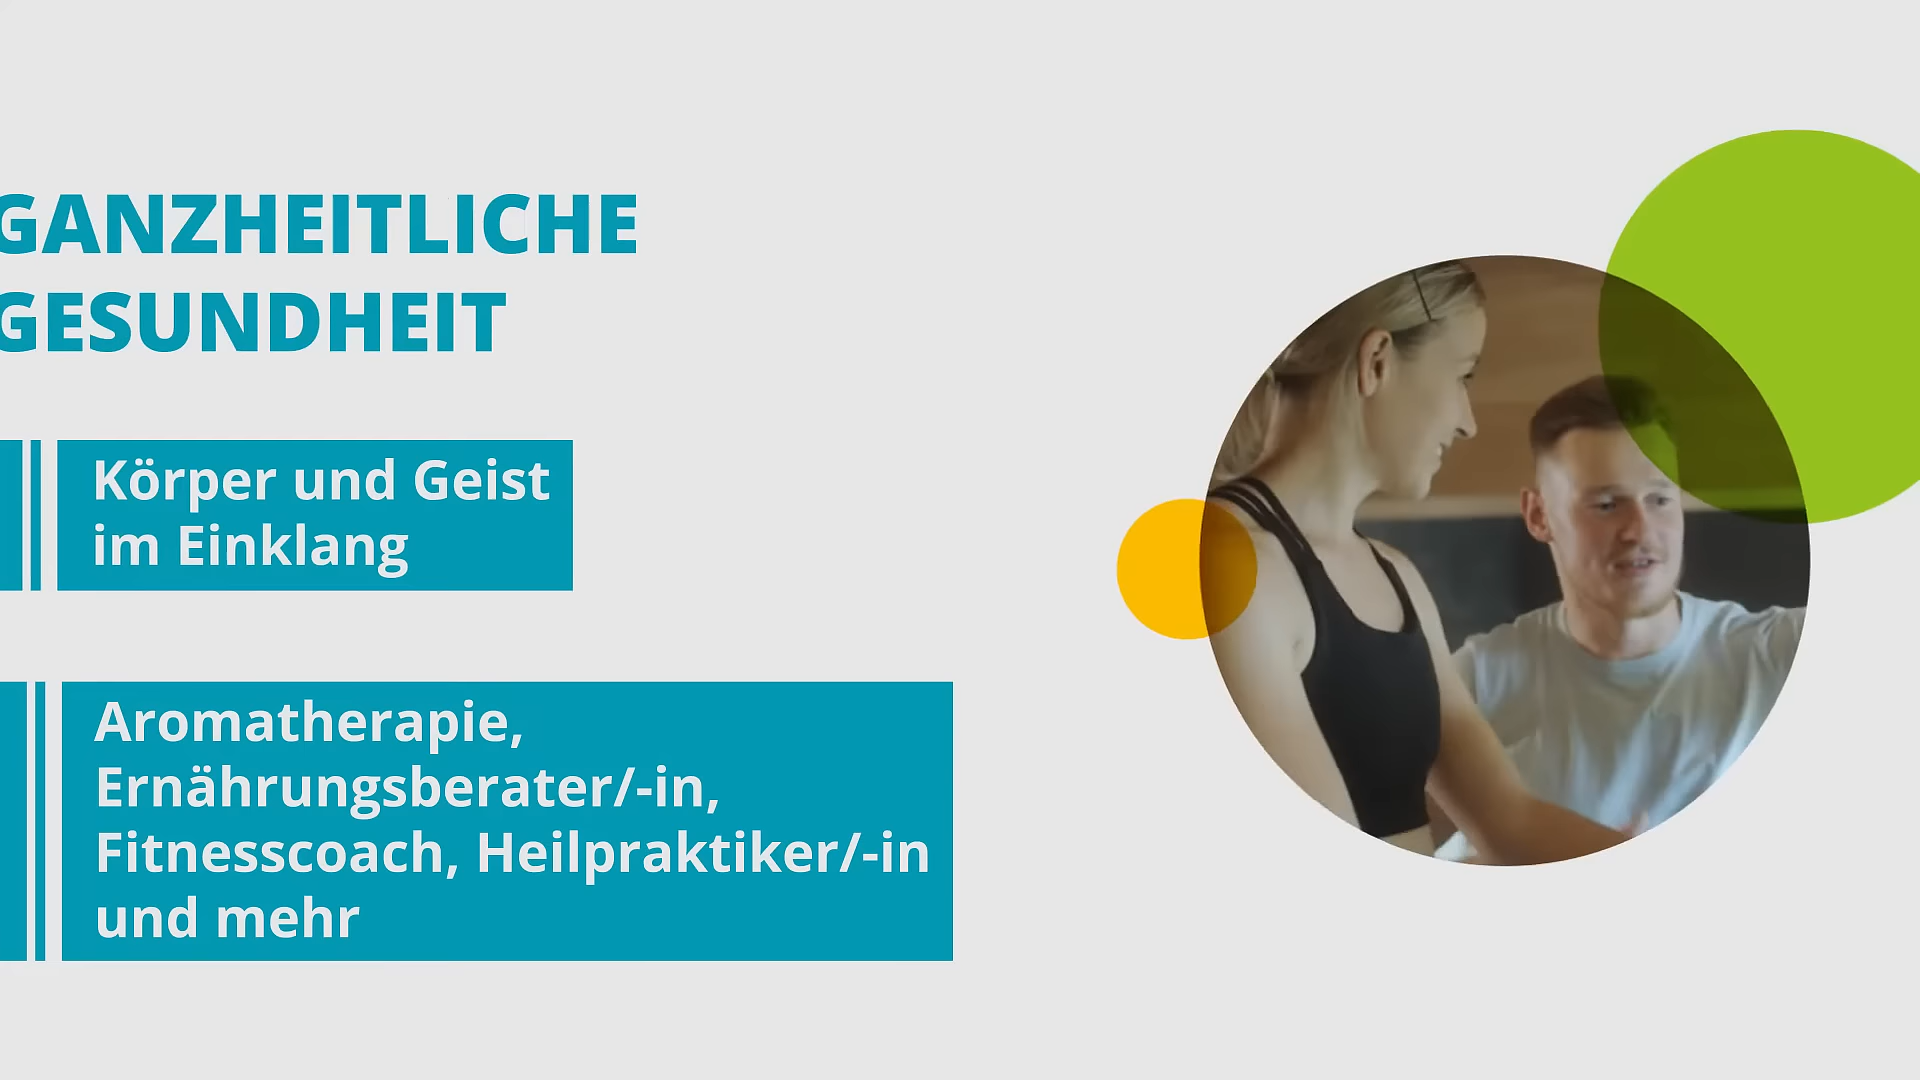 GANZHEITLICHE
GESUNDHEIT
Körper und Geist
im Einklang
Aromatherapie,
Ernährungsberater/-in,
Fitnesscoach, Heilpraktiker/-in
und mehr